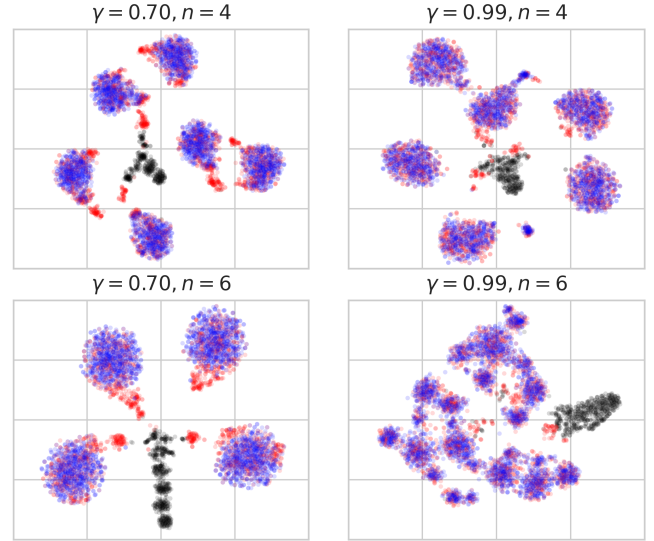 γ = 0.70, n = 4
γ = 0.99, n = 4
γ = 0.70, n = 6
γ = 0.99, n = 6